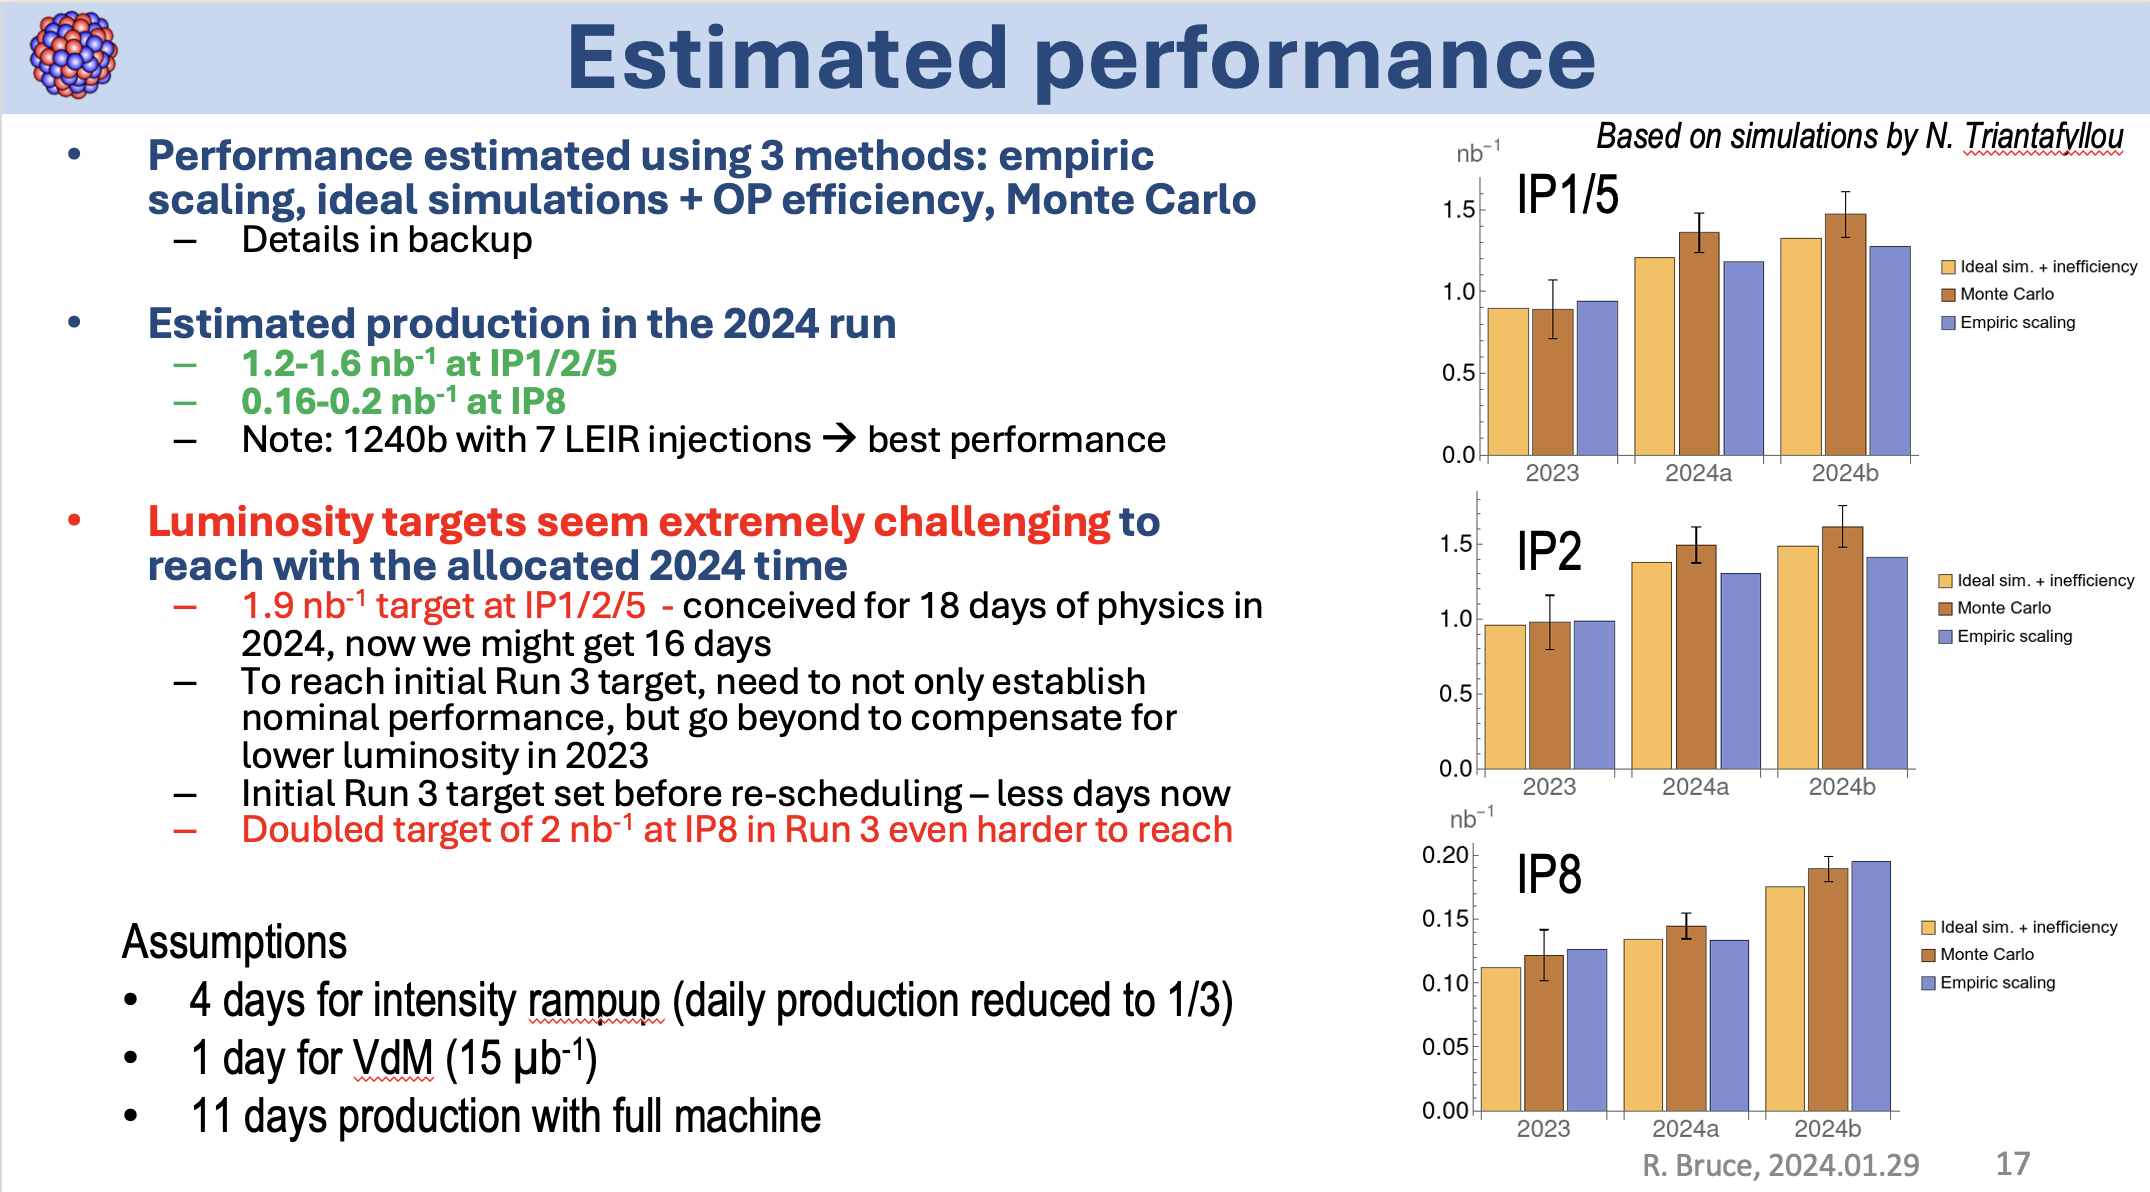 Estimated performance
• Performance estimated using 3 methods: empiric
scaling, ideal simulations + OP efficiency, Monte Carlo
– Details in backup
• Estimated production in the 2024 run
– 1.2-1.6 nb⁻¹ at IP1/2/5
– 0.16-0.2 nb⁻¹ at IP8
– Note: 1240b with 7 LEIR injections → best performance
• Luminosity targets seem extremely challenging to
reach with the allocated 2024 time
– 1.9 nb⁻¹ target at IP1/2/5 - conceived for 18 days of physics in
2024, now we might get 16 days
– To reach initial Run 3 target, need to not only establish
nominal performance, but go beyond to compensate for
lower luminosity in 2023
– Initial Run 3 target set before re-scheduling – less days now
– Doubled target of 2 nb⁻¹ at IP8 in Run 3 even harder to reach
Assumptions
• 4 days for intensity rampup (daily production reduced to 1/3)
• 1 day for VdM (15 µb⁻¹)
• 11 days production with full machine
Based on simulations by N. Triantafyllou
nb⁻¹
IP1/5
1.5
1.0
0.5
0.0
2023 2024a 2024b
Ideal sim. + inefficiency
Monte Carlo
Empiric scaling
IP2
1.5
1.0
0.5
0.0
2023 2024a 2024b
Ideal sim. + inefficiency
Monte Carlo
Empiric scaling
nb⁻¹
IP8
0.20
0.15
0.10
0.05
0.00
2023 2024a 2024b
Ideal sim. + inefficiency
Monte Carlo
Empiric scaling
R. Bruce, 2024.01.29 17